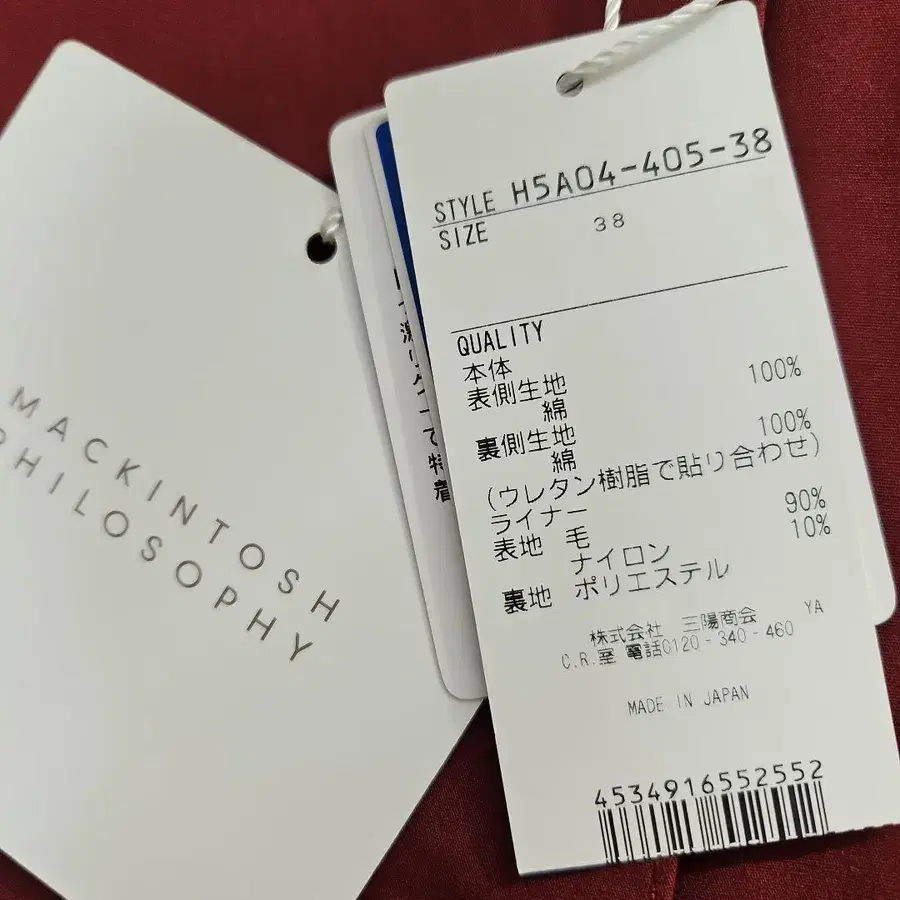 MACKINTOSH
PHILOSOPHY
STYLE H5A04-405-38
SIZE 38
QUALITY
本体
表側生地 100%
綿
裏側生地 100%
綿
(ウレタン樹脂で貼り合わせ)
ライナー
表地 毛 90%
ナイロン 10%
裏地 ポリエステル
株式会社 三陽商会 YA
C.R.室 電話0120-340-460
MADE IN JAPAN
4534916552552